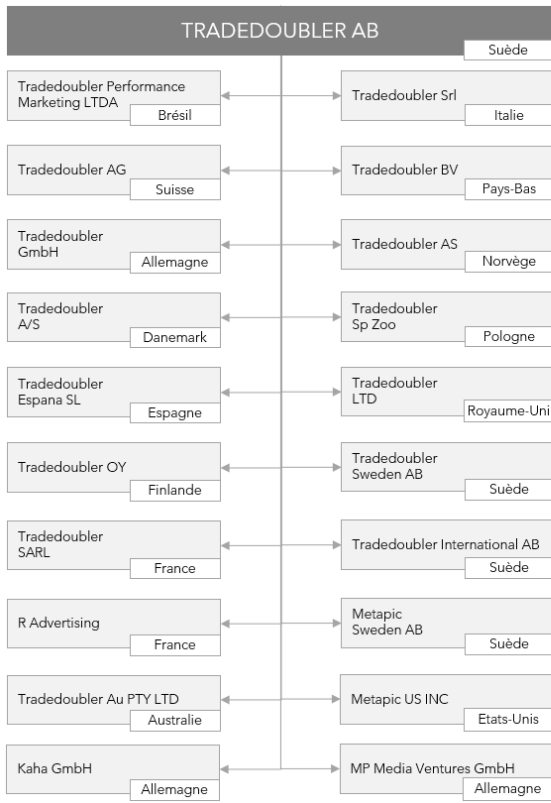 TRADEDOUBLER AB
Suède
Tradedoubler Performance
Marketing LTDA
Brésil
Tradedoubler Srl
Italie
Tradedoubler AG
Suisse
Tradedoubler BV
Pays-Bas
Tradedoubler
GmbH
Allemagne
Tradedoubler AS
Norvège
Tradedoubler
A/S
Danemark
Tradedoubler
Sp Zoo
Pologne
Tradedoubler
Espana SL
Espagne
Tradedoubler
LTD
Royaume-Uni
Tradedoubler OY
Finlande
Tradedoubler
Sweden AB
Suède
Tradedoubler
SARL
France
Tradedoubler International AB
Suède
R Advertising
France
Metapic
Sweden AB
Suède
Tradedoubler Au PTY LTD
Australie
Metapic US INC
Etats-Unis
Kaha GmbH
Allemagne
MP Media Ventures GmbH
Allemagne